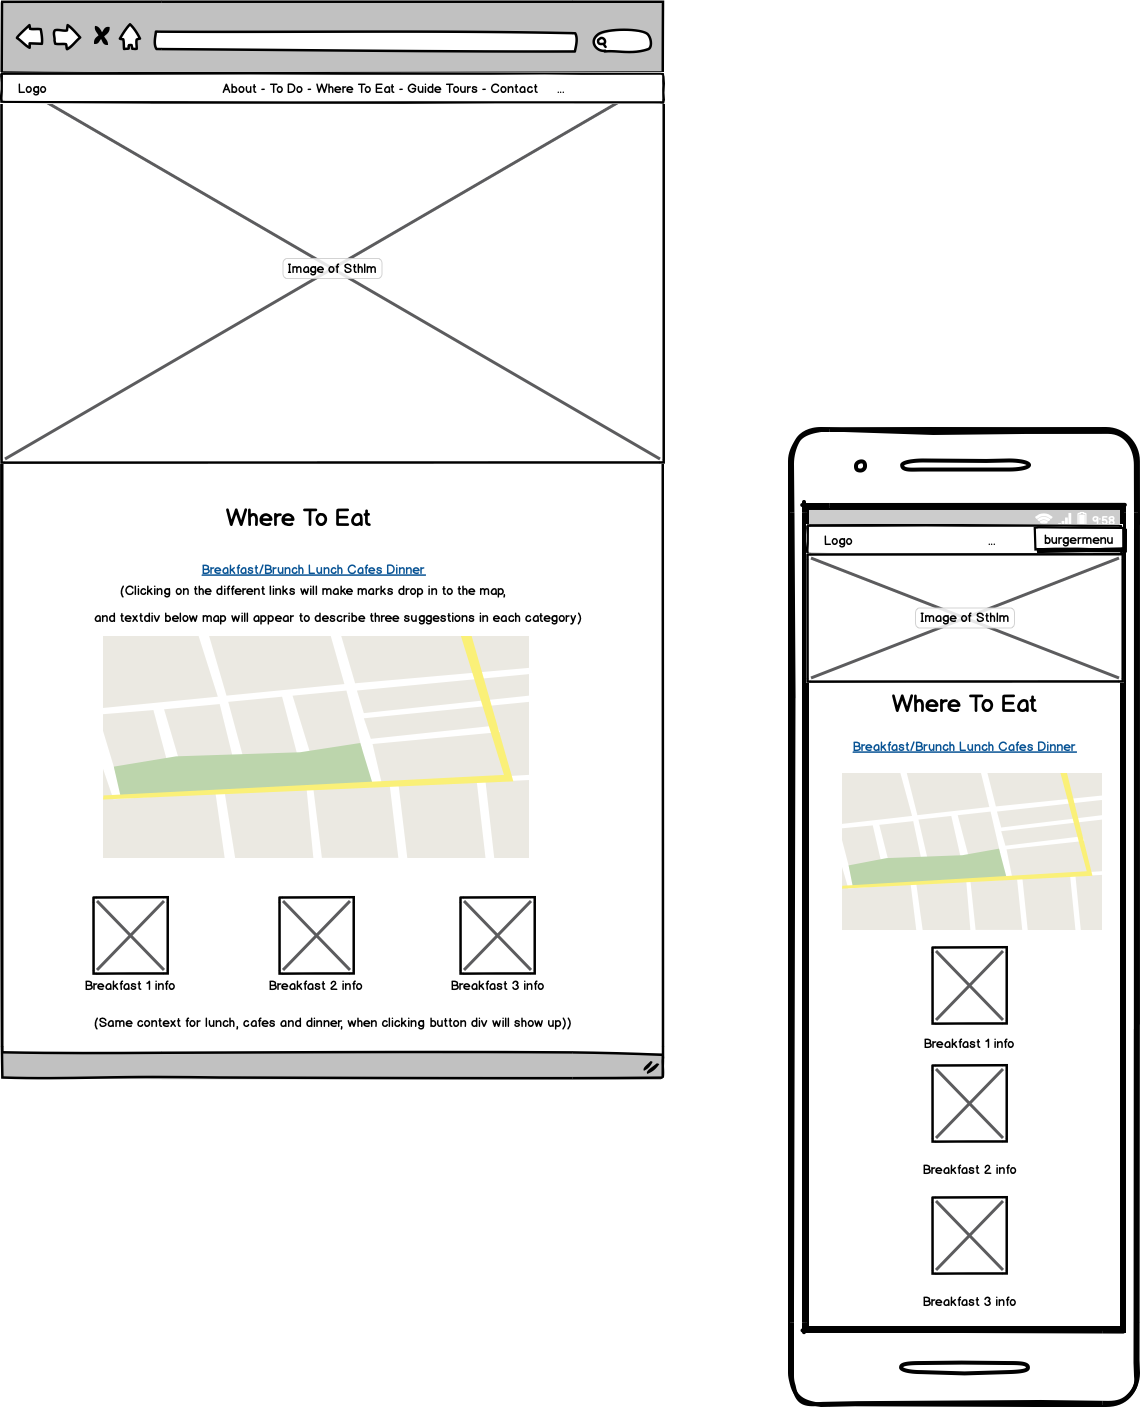 Logo
About - To Do - Where To Eat - Guide Tours - Contact ...
Image of Sthlm
Where To Eat
Breakfast/Brunch Lunch Cafes Dinner
(Clicking on the different links will make marks drop in to the map,
and textdiv below map will appear to describe three suggestions in each category)
Breakfast 1 info
Breakfast 2 info
Breakfast 3 info
(Same context for lunch, cafes and dinner, when clicking button div will show up))
9:58
Logo
...
burgermenu
Image of Sthlm
Where To Eat
Breakfast/Brunch Lunch Cafes Dinner
Breakfast 1 info
Breakfast 2 info
Breakfast 3 info